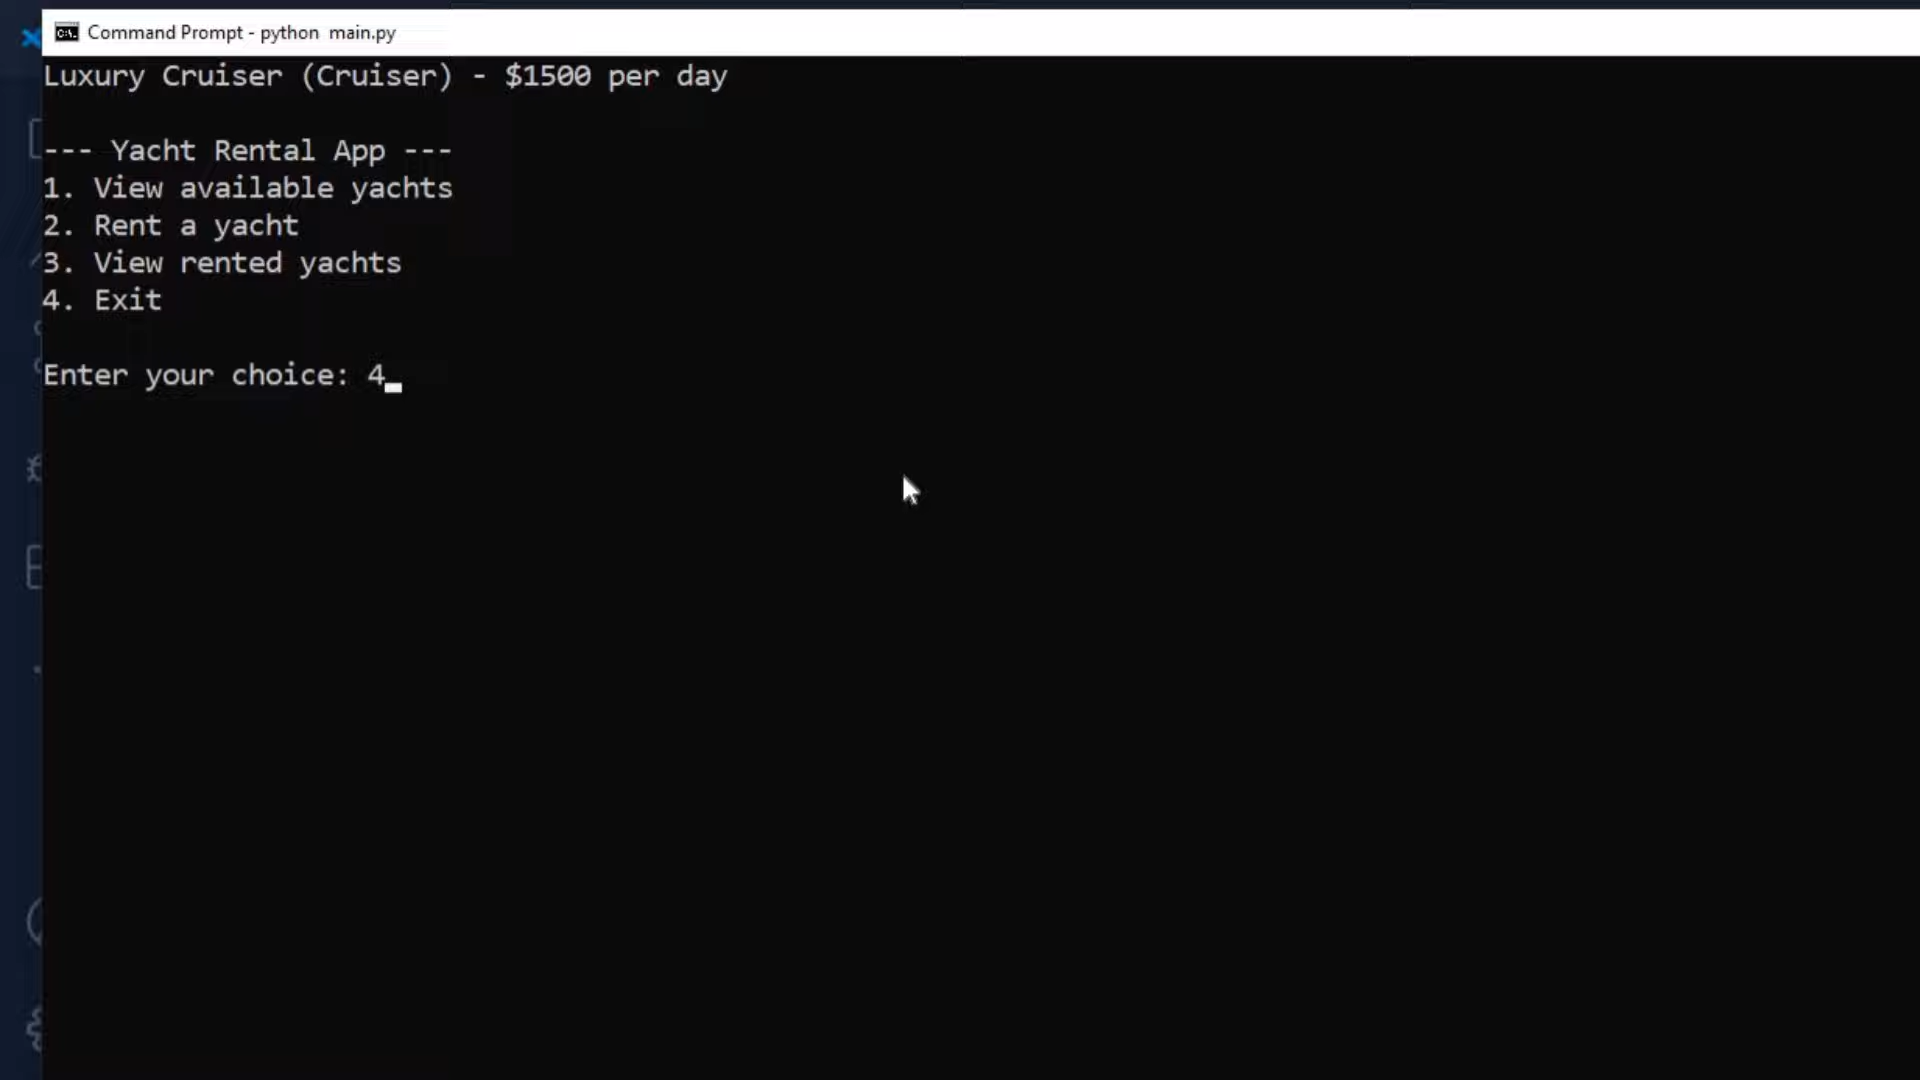 Command Prompt - python  main.py
Luxury Cruiser (Cruiser) - $1500 per day
--- Yacht Rental App ---
1. View available yachts
2. Rent a yacht
3. View rented yachts
4. Exit
Enter your choice: 4